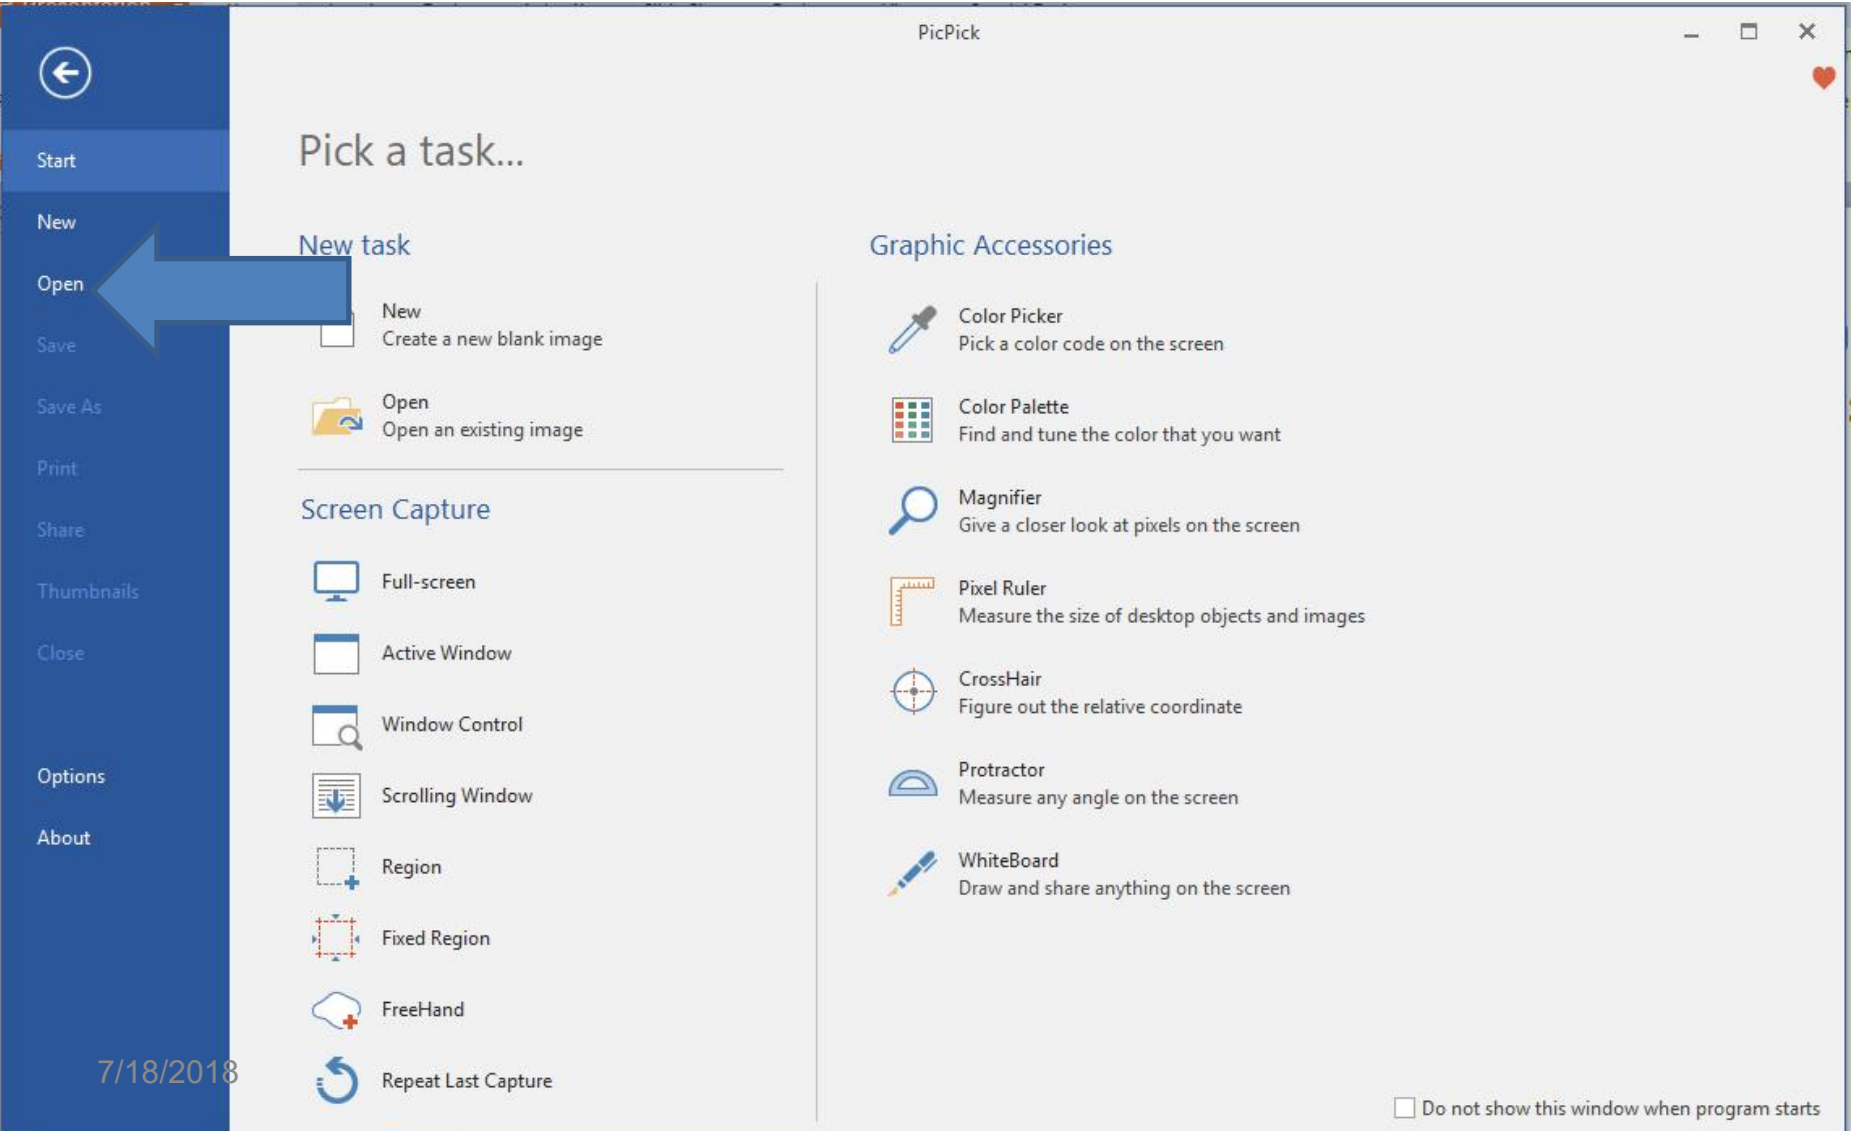 PicPick
Start
New
Open
Save
Save As
Print
Share
Thumbnails
Close
Options
About
7/18/2018
Pick a task...
New task
New
Create a new blank image
Open
Open an existing image
Screen Capture
Full-screen
Active Window
Window Control
Scrolling Window
Region
Fixed Region
FreeHand
Repeat Last Capture
Graphic Accessories
Color Picker
Pick a color code on the screen
Color Palette
Find and tune the color that you want
Magnifier
Give a closer look at pixels on the screen
Pixel Ruler
Measure the size of desktop objects and images
CrossHair
Figure out the relative coordinate
Protractor
Measure any angle on the screen
WhiteBoard
Draw and share anything on the screen
Do not show this window when program starts